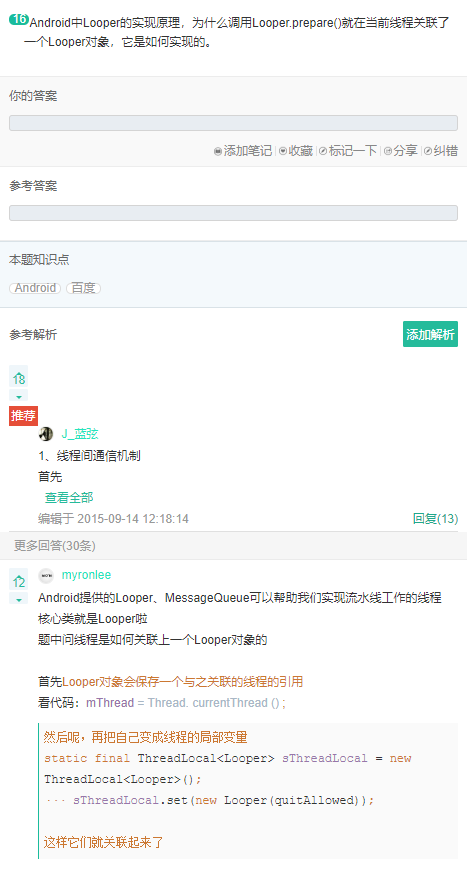 16 Android中Looper的实现原理，为什么调用Looper.prepare()就在当前线程关联了
一个Looper对象，它是如何实现的。
你的答案
添加笔记 收藏 标记一下 分享 纠错
参考答案
本题知识点
Android 百度
参考解析 添加解析
18
推荐
J_蓝弦
1、线程间通信机制
首先
查看全部
编辑于 2015-09-14 12:18:14 回复(13)
更多回答(30条)
12 myronlee
Android提供的Looper、MessageQueue可以帮助我们实现流水线工作的线程
核心类就是Looper啦
题中问线程是如何关联上一个Looper对象的
首先Looper对象会保存一个与之关联的线程的引用
看代码：mThread = Thread. currentThread () ;
然后呢，再把自己变成线程的局部变量
static final ThreadLocal<Looper> sThreadLocal = new
ThreadLocal<Looper>();
··· sThreadLocal.set(new Looper(quitAllowed));
这样它们就关联起来了